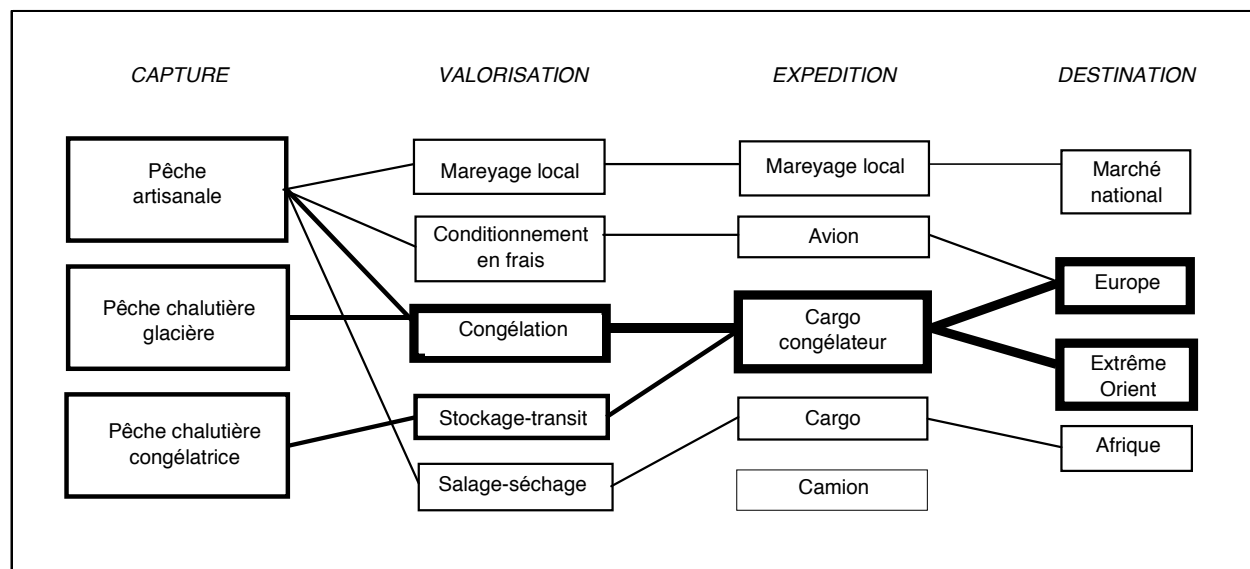 CAPTURE
VALORISATION
EXPEDITION
DESTINATION
Pêche
artisanale
Mareyage local
Mareyage local
Marché
national
Conditionnement
en frais
Avion
Pêche chalutière
glacière
Congélation
Cargo
congélateur
Europe
Extrême
Orient
Pêche chalutière
congélatrice
Stockage-transit
Cargo
Afrique
Salage-séchage
Camion